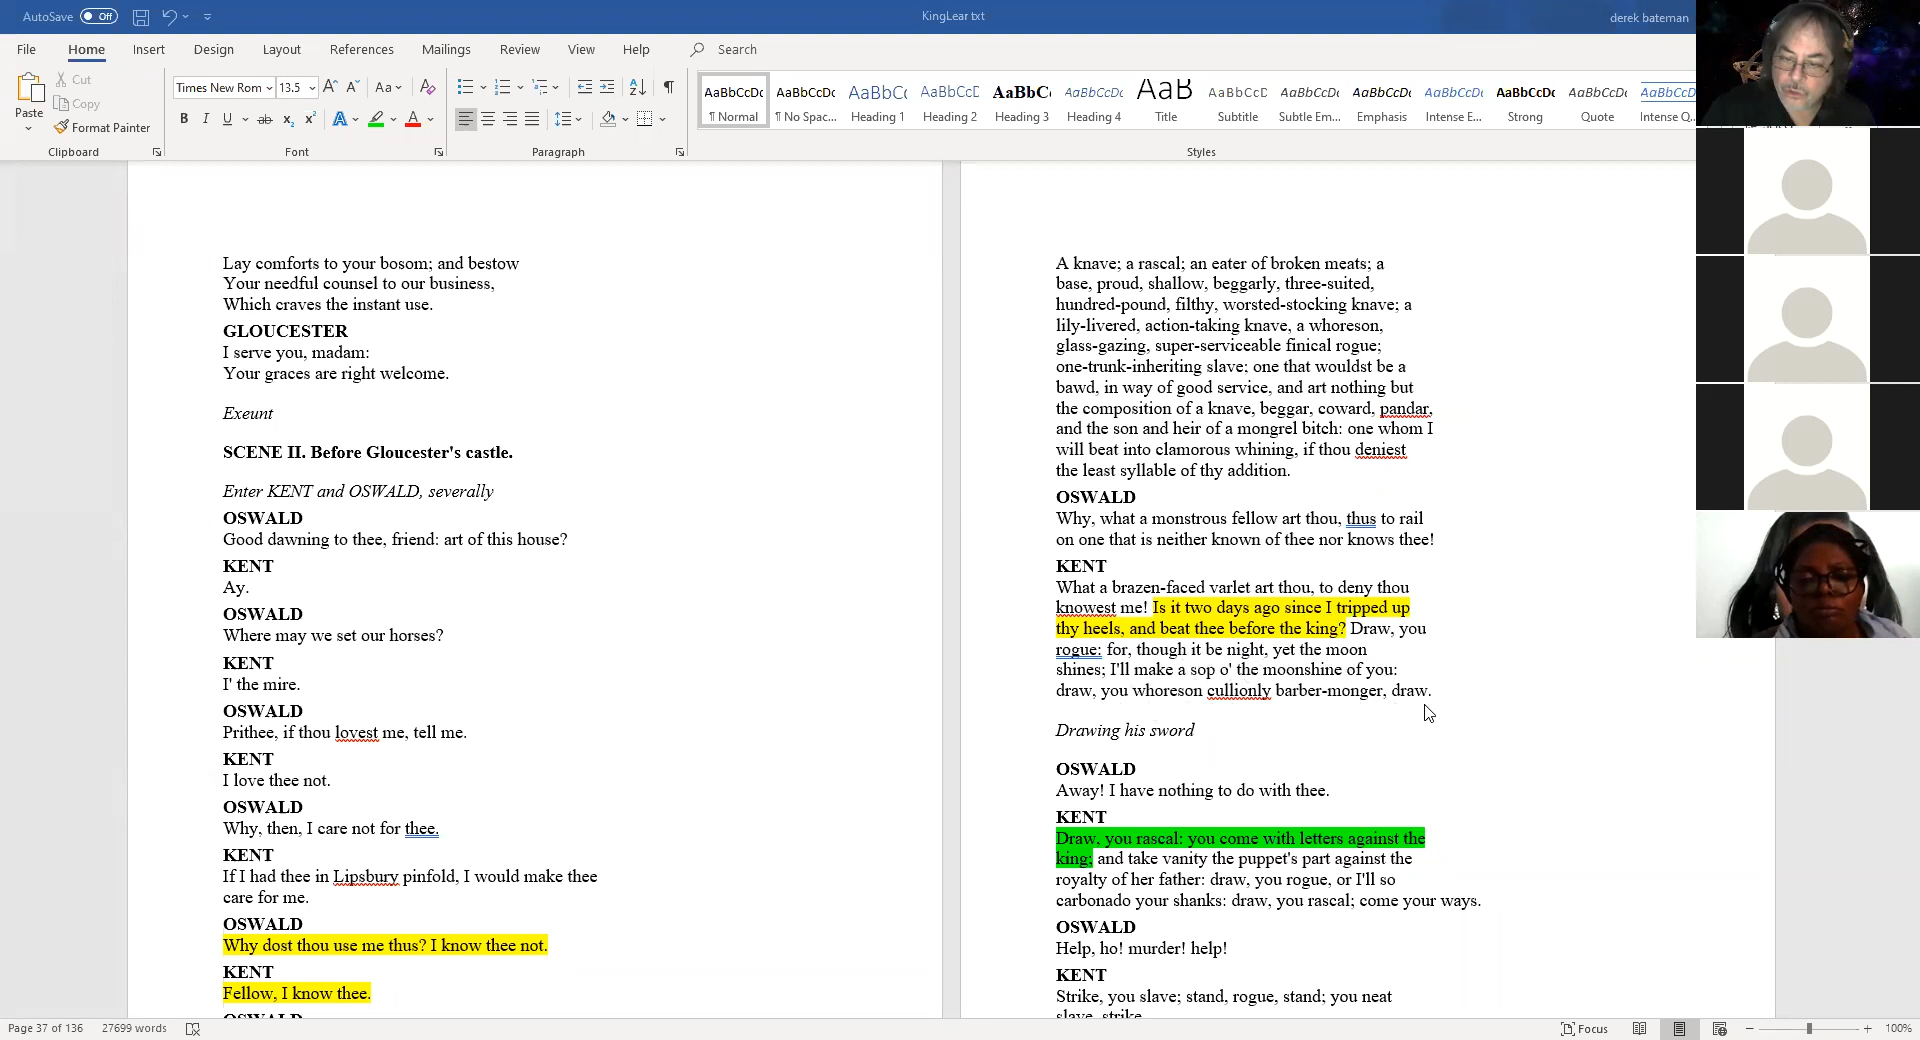 AutoSave Off
KingLear txt
derek bateman
File Home Insert Design Layout References Mailings Review View Help Search
Paste
Cut
Copy
Format Painter
Clipboard
Times New Rom 13.5
Font
Paragraph
AaBbCcDc AaBbCcDc AaBbC AaBbCcD AaBbC AaBbCcDc AaB AaBbCcD AaBbCcDc AaBbCcDc AaBbCcDc AaBbCcDc AaBbCcDc AaBbCcDc
¶ Normal ¶ No Spac... Heading 1 Heading 2 Heading 3 Heading 4 Title Subtitle Subtle Em... Emphasis Intense E... Strong Quote Intense Q...
Styles
Lay comforts to your bosom; and bestow
Your needful counsel to our business,
Which craves the instant use.
GLOUCESTER
I serve you, madam:
Your graces are right welcome.
Exeunt
SCENE II. Before Gloucester's castle.
Enter KENT and OSWALD, severally
OSWALD
Good dawning to thee, friend: art of this house?
KENT
Ay.
OSWALD
Where may we set our horses?
KENT
I' the mire.
OSWALD
Prithee, if thou lovest me, tell me.
KENT
I love thee not.
OSWALD
Why, then, I care not for thee.
KENT
If I had thee in Lipsbury pinfold, I would make thee
care for me.
OSWALD
Why dost thou use me thus? I know thee not.
KENT
Fellow, I know thee.
OSWALD
A knave; a rascal; an eater of broken meats; a
base, proud, shallow, beggarly, three-suited,
hundred-pound, filthy, worsted-stocking knave; a
lily-livered, action-taking knave, a whoreson,
glass-gazing, super-serviceable finical rogue;
one-trunk-inheriting slave; one that wouldst be a
bawd, in way of good service, and art nothing but
the composition of a knave, beggar, coward, pandar,
and the son and heir of a mongrel bitch: one whom I
will beat into clamorous whining, if thou deniest
the least syllable of thy addition.
OSWALD
Why, what a monstrous fellow art thou, thus to rail
on one that is neither known of thee nor knows thee!
KENT
What a brazen-faced varlet art thou, to deny thou
knowest me! Is it two days ago since I tripped up
thy heels, and beat thee before the king? Draw, you
rogue: for, though it be night, yet the moon
shines; I'll make a sop o' the moonshine of you:
draw, you whoreson cullionly barber-monger, draw.
Drawing his sword
OSWALD
Away! I have nothing to do with thee.
KENT
Draw, you rascal: you come with letters against the
king; and take vanity the puppet's part against the
royalty of her father: draw, you rogue, or I'll so
carbonado your shanks: draw, you rascal; come your ways.
OSWALD
Help, ho! murder! help!
KENT
Strike, you slave; stand, rogue, stand; you neat
slave, strike.
Page 37 of 136 27699 words
Focus 100%